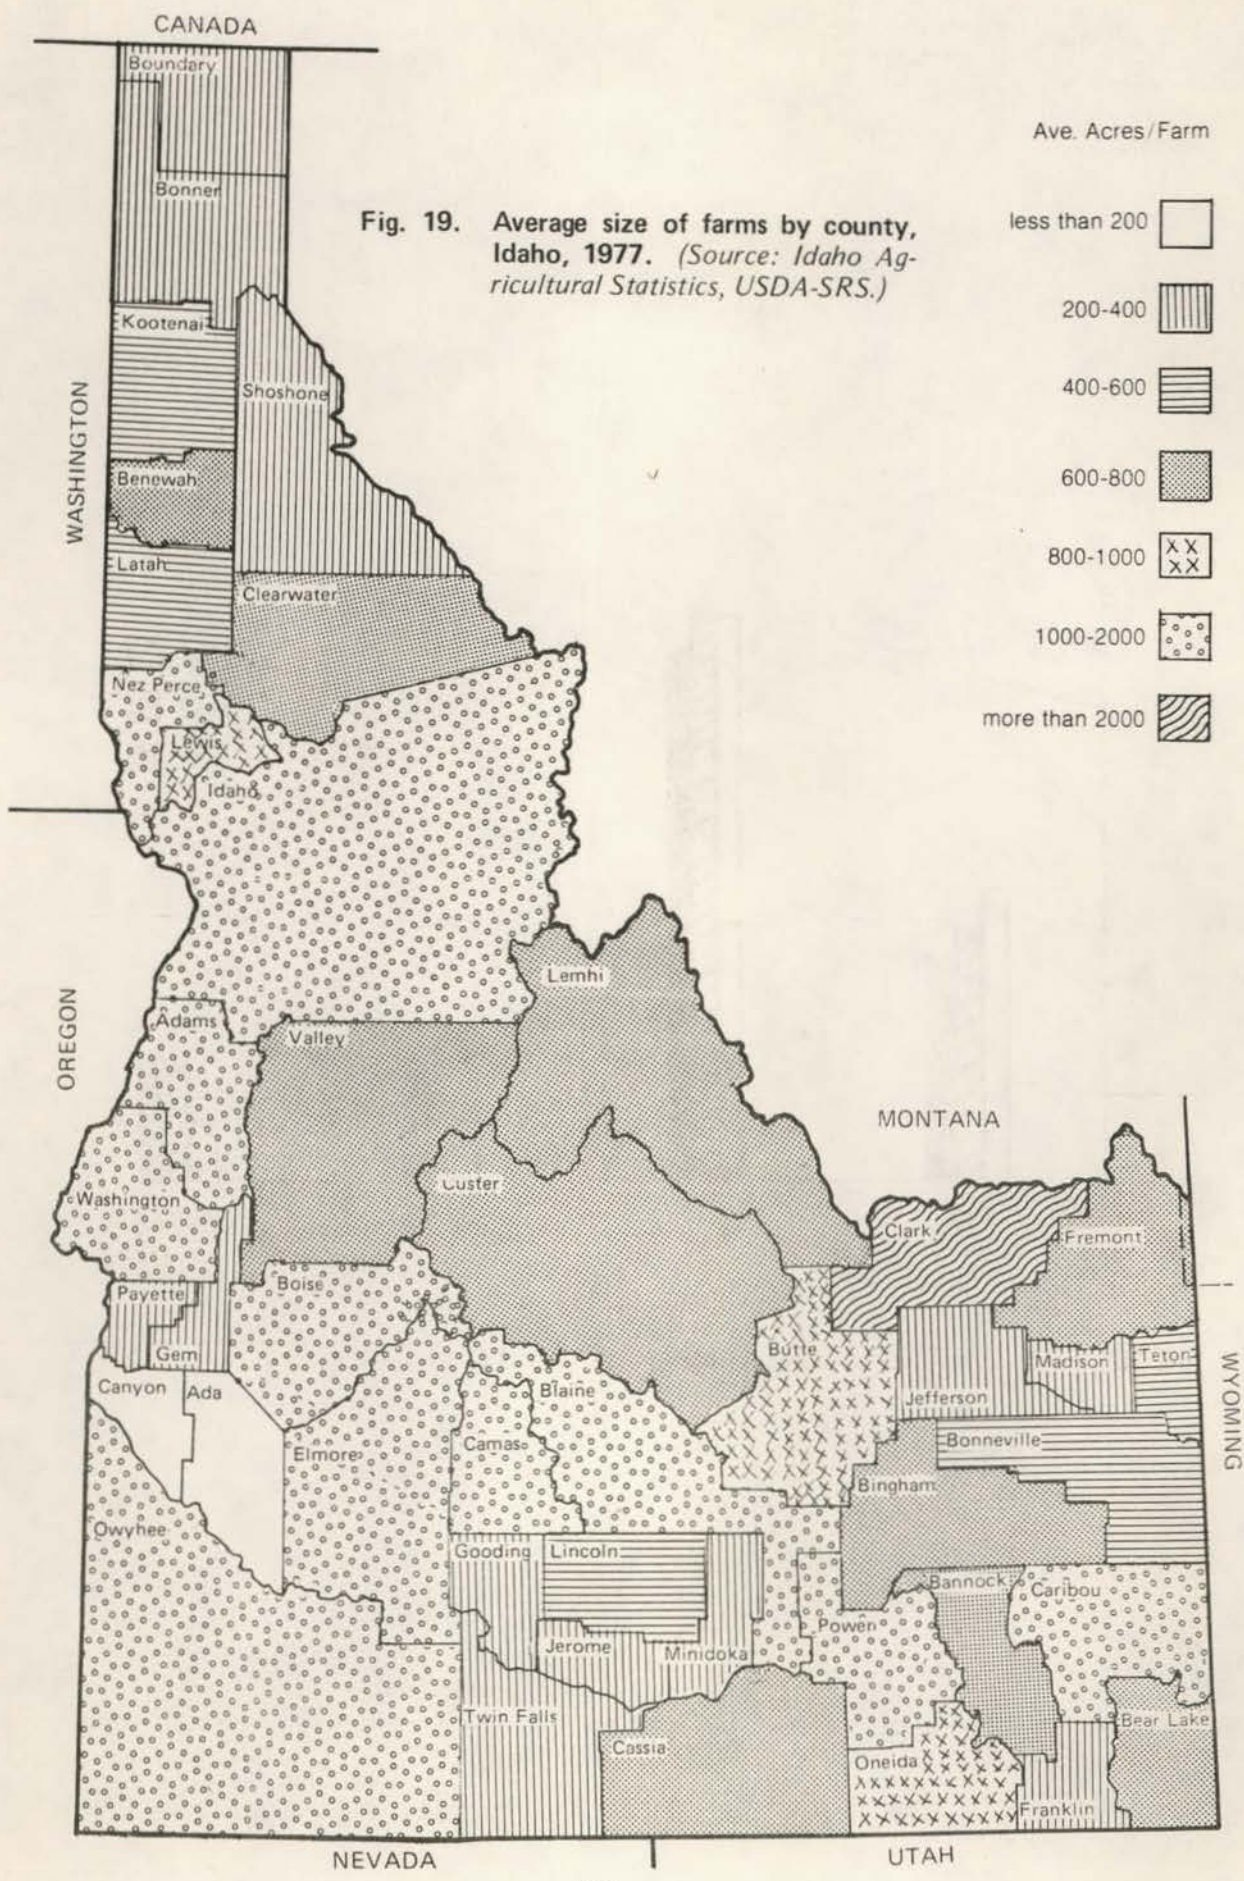 CANADA
Boundary
Bonner
Fig. 19. Average size of farms by county,
Idaho, 1977. (Source: Idaho Ag-
ricultural Statistics, USDA-SRS.)
Ave. Acres/Farm
less than 200
200-400
400-600
600-800
800-1000
1000-2000
more than 2000
Kootenai
Shoshone
WASHINGTON
Benewah
Latah
Clearwater
Nez Perce
Lewis
Idaho
Lemhi
OREGON
Adams
Valley
MONTANA
Custer
Washington
Clark
Fremont
Payette
Boise
Gem
Butte
Madison
Teton
Canyon
Ada
Blaine
Jefferson
WYOMING
Elmore
Camas
Bonneville
Bingham
Owyhee
Gooding
Lincoln
Bannock
Caribou
Jerome
Minidoka
Power
Twin Falls
Cassia
Bear Lake
Oneida
Franklin
NEVADA
UTAH